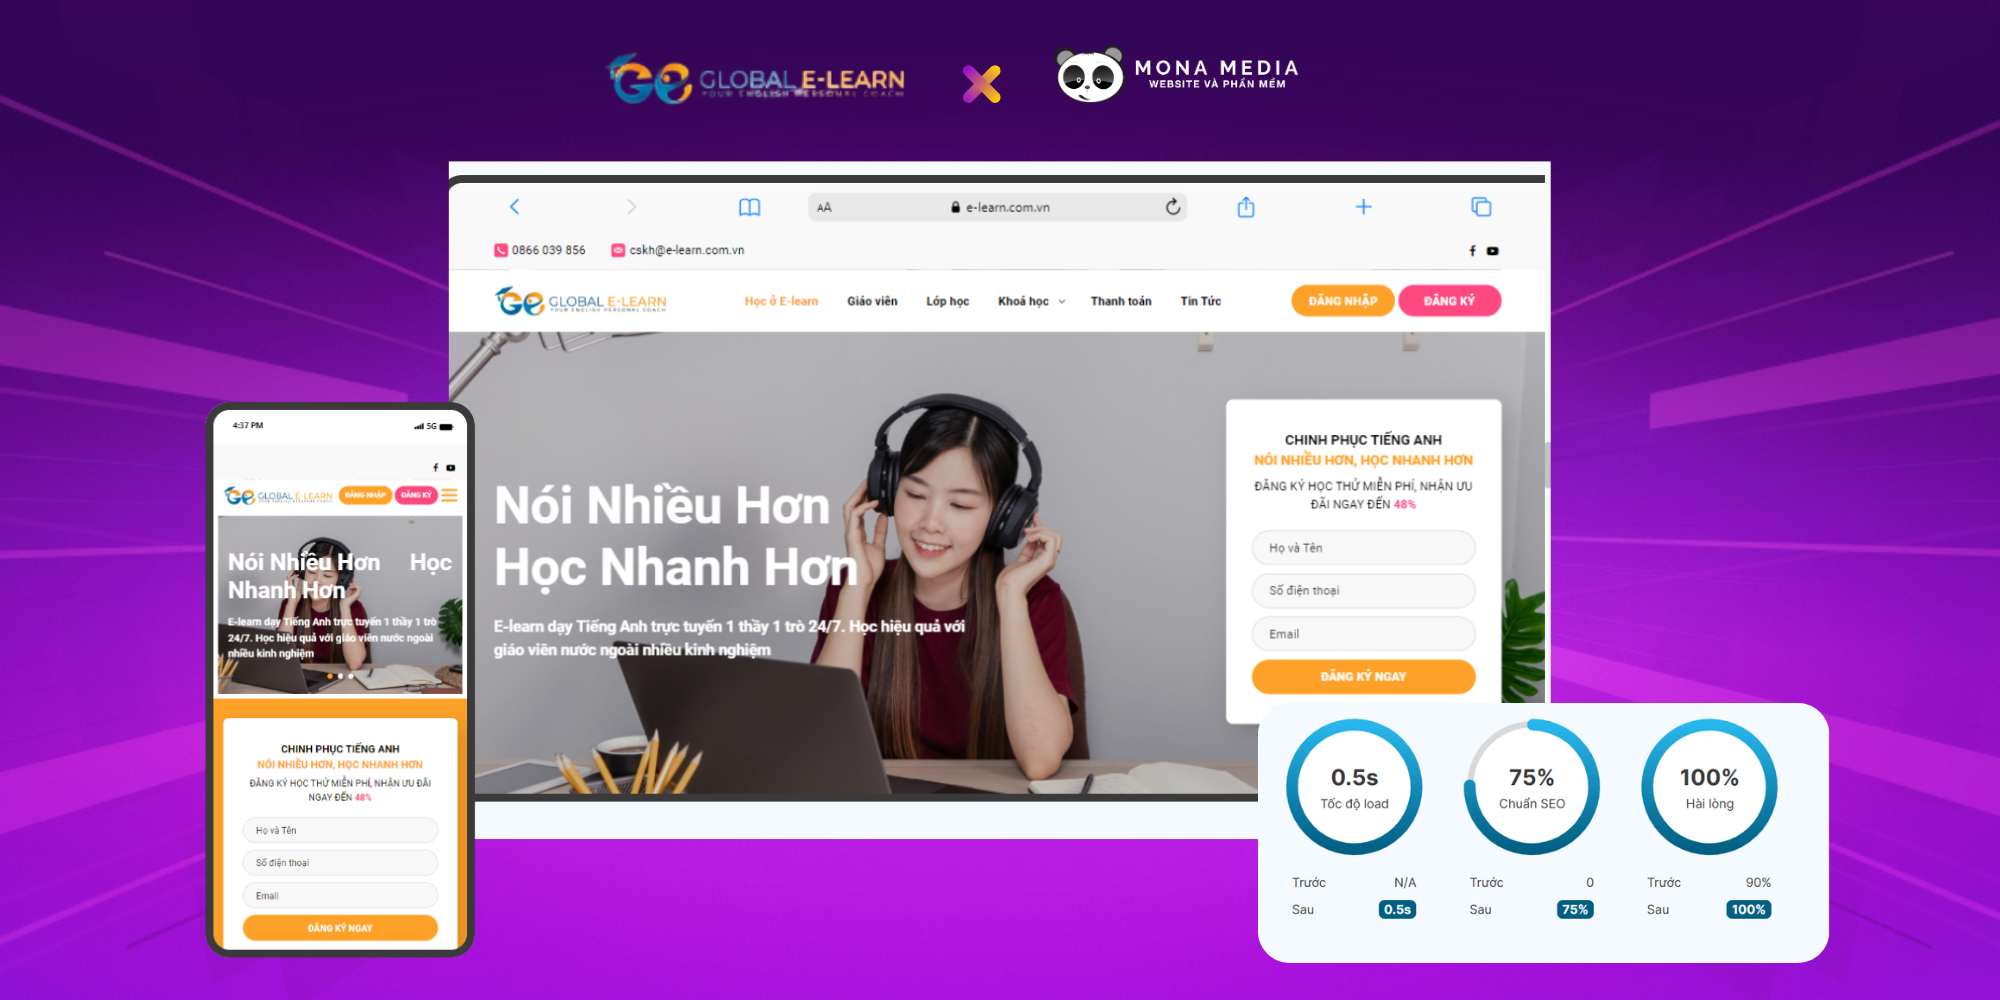 GLOBAL E-LEARN
YOUR ENGLISH PERSONAL COACH
MONA MEDIA
WEBSITE VÀ PHẦN MỀM
AA
e-learn.com.vn
0866 039 856
cskh@e-learn.com.vn
GLOBAL E-LEARN
YOUR ENGLISH PERSONAL COACH
Học ở E-learn
Giáo viên
Lớp học
Khoá học
Thanh toán
Tin Tức
ĐĂNG NHẬP
ĐĂNG KÝ
Nói Nhiều Hơn
Học Nhanh Hơn
E-learn dạy Tiếng Anh trực tuyến 1 thầy 1 trò 24/7. Học hiệu quả với
giáo viên nước ngoài nhiều kinh nghiệm
CHINH PHỤC TIẾNG ANH
NÓI NHIỀU HƠN, HỌC NHANH HƠN
ĐĂNG KÝ HỌC THỬ MIỄN PHÍ, NHẬN ƯU
ĐÃI NGAY ĐẾN 48%
Họ và Tên
Số điện thoại
Email
ĐĂNG KÝ NGAY
4:37 PM
5G
GLOBAL E-LEARN
ĐĂNG NHẬP
ĐĂNG KÝ
Nói Nhiều Hơn Học
Nhanh Hơn
E-learn dạy Tiếng Anh trực tuyến 1 thầy 1 trò
24/7. Học hiệu quả với giáo viên nước ngoài
nhiều kinh nghiệm
CHINH PHỤC TIẾNG ANH
NÓI NHIỀU HƠN, HỌC NHANH HƠN
ĐĂNG KÝ HỌC THỬ MIỄN PHÍ, NHẬN ƯU ĐÃI
NGAY ĐẾN 48%
Họ và Tên
Số điện thoại
Email
ĐĂNG KÝ NGAY
0.5s
Tốc độ load
Trước N/A
Sau 0.5s
75%
Chuẩn SEO
Trước 0
Sau 75%
100%
Hài lòng
Trước 90%
Sau 100%